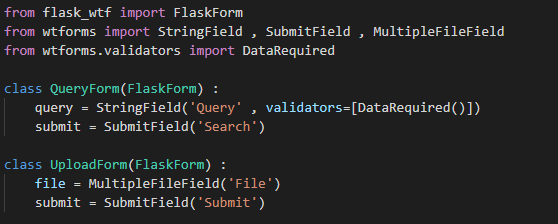 from flask_wtf import FlaskForm
from wtforms import StringField , SubmitField , MultipleFileField
from wtforms.validators import DataRequired

class QueryForm(FlaskForm) :
    query = StringField('Query' , validators=[DataRequired()])
    submit = SubmitField('Search')

class UploadForm(FlaskForm) :
    file = MultipleFileField('File')
    submit = SubmitField('Submit')